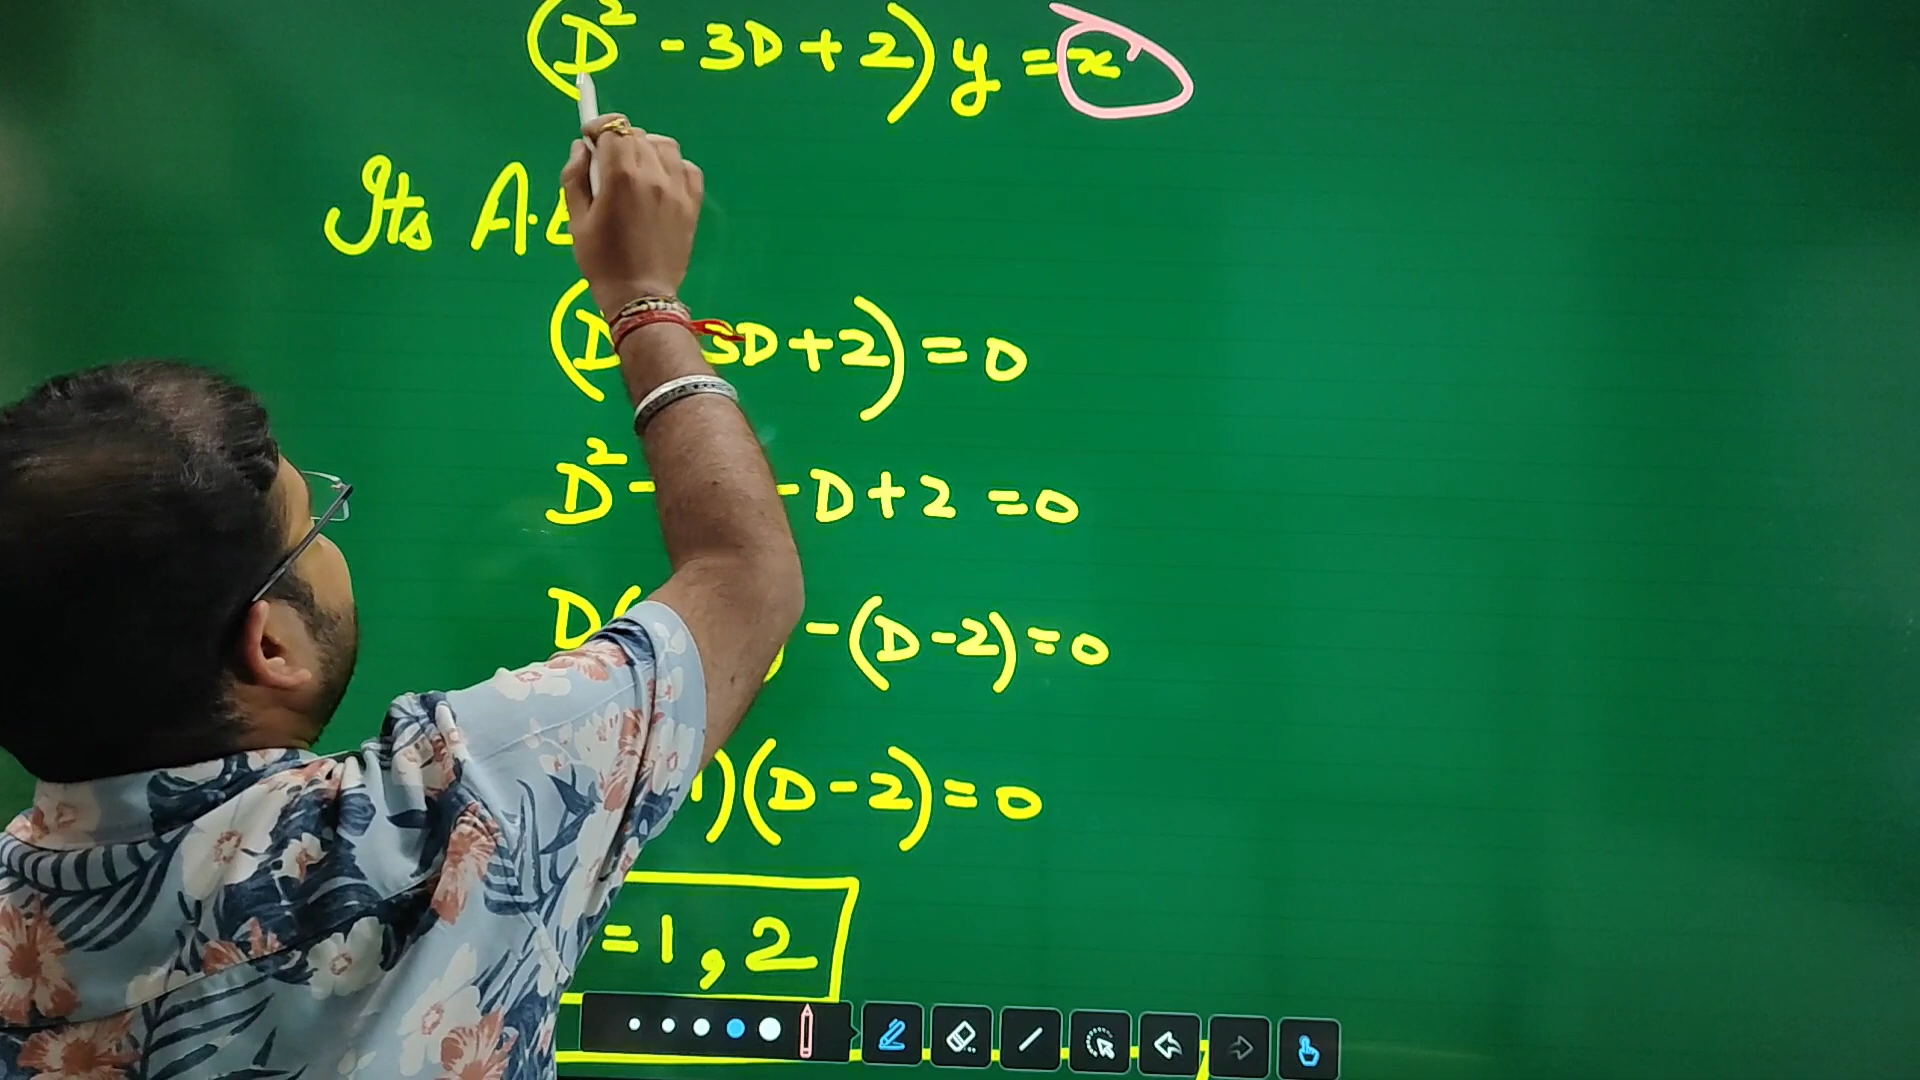 (D² - 3D + 2) y = x
Its A.
(D 3D + 2) = 0
D² - - D + 2 = 0
D( - (D - 2) = 0
)(D - 2) = 0
= 1, 2